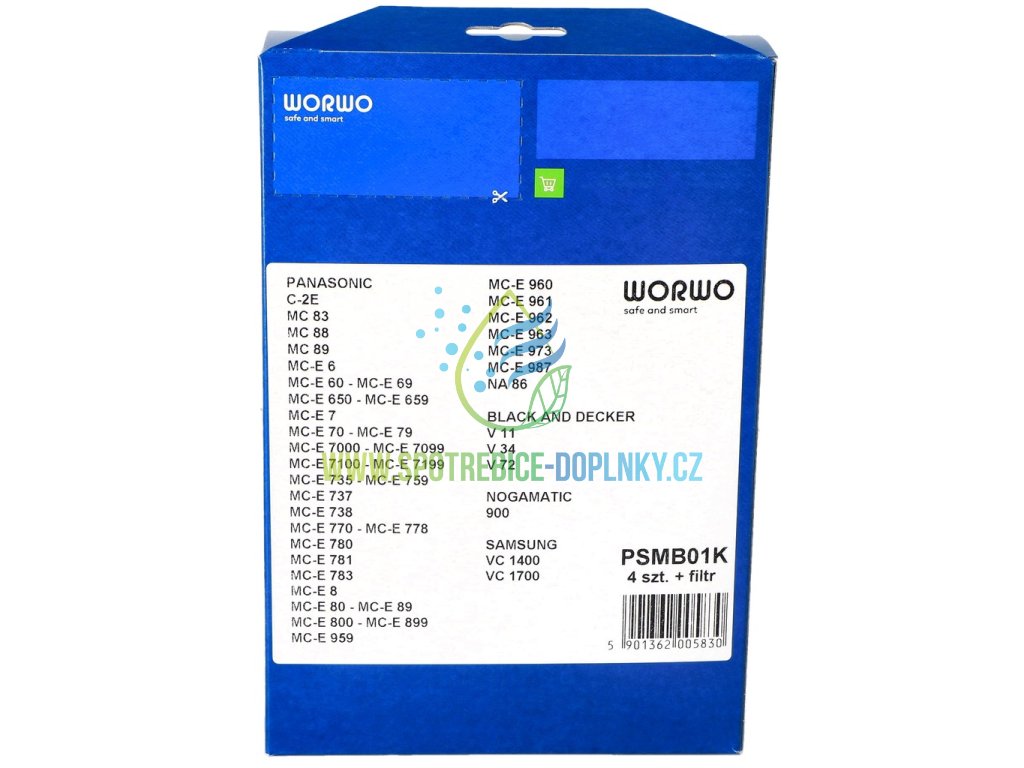 WORWO
safe and smart
PANASONIC
C-2E
MC 83
MC 88
MC 89
MC-E 6
MC-E 60 - MC-E 69
MC-E 650 - MC-E 659
MC-E 7
MC-E 70 - MC-E 79
MC-E 7000 - MC-E 7099
MC-E 7100 - MC-E 7199
MC-E 735 - MC-E 759
MC-E 737
MC-E 738
MC-E 770 - MC-E 778
MC-E 780
MC-E 781
MC-E 783
MC-E 8
MC-E 80 - MC-E 89
MC-E 800 - MC-E 899
MC-E 959
MC-E 960
MC-E 961
MC-E 962
MC-E 963
MC-E 973
MC-E 987
NA 86
BLACK AND DECKER
V 11
V 34
V 72
NOGAMATIC
900
SAMSUNG
VC 1400
VC 1700
WORWO
safe and smart
PSMB01K
4 szt. + filtr
5 901362 005830
WWW.SPOTREBICE-DOPLNKY.CZ